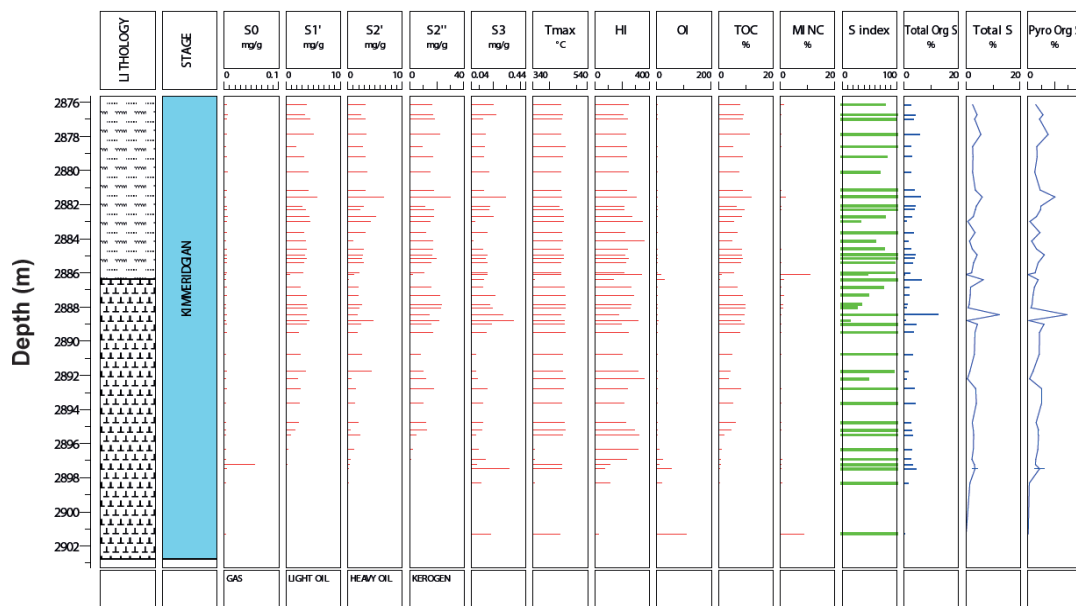 LITHOLOGY
STAGE
S0 S1' S2' S2'' S3 Tmax HI OI TOC MINC S index Total Org S Total S Pyro Org S
mg/g mg/g mg/g mg/g mg/g °C % % % % %
0 0.1 0 10 0 10 0 40 0.04 0.44 340 540 0 400 0 200 0 20 0 20 0 100 0 20 0 20 0
Depth (m)
2876
2878
2880
2882
2884
2886
2888
2890
2892
2894
2896
2898
2900
2902
KIMMERIDGIAN
GAS LIGHT OIL HEAVY OIL KEROGEN